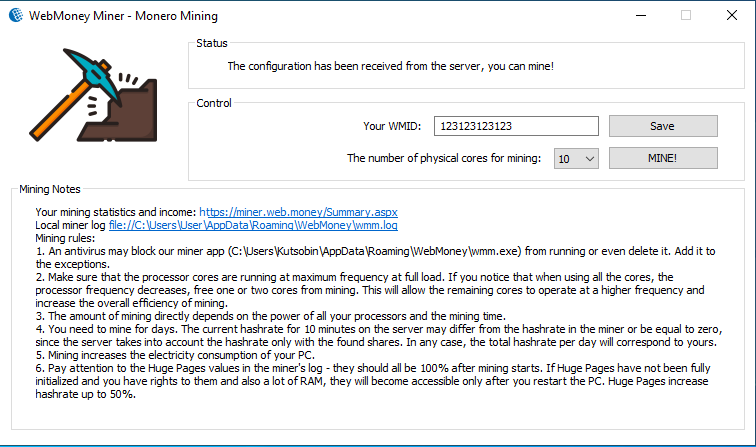 WebMoney Miner - Monero Mining
Status
The configuration has been received from the server, you can mine!
Control
Your WMID: 123123123123 Save
The number of physical cores for mining: 10 MINE!
Mining Notes
Your mining statistics and income: https://miner.web.money/Summary.aspx
Local miner log file://C:\Users\User\AppData\Roaming\WebMoney\wmm.log
Mining rules:
1. An antivirus may block our miner app (C:\Users\Kutsobin\AppData\Roaming\WebMoney\wmm.exe) from running or even delete it. Add it to
the exceptions.
2. Make sure that the processor cores are running at maximum frequency at full load. If you notice that when using all the cores, the
processor frequency decreases, free one or two cores from mining. This will allow the remaining cores to operate at a higher frequency and
increase the overall efficiency of mining.
3. The amount of mining directly depends on the power of all your processors and the mining time.
4. You need to mine for days. The current hashrate for 10 minutes on the server may differ from the hashrate in the miner or be equal to zero,
since the server takes into account the hashrate only with the found shares. In any case, the total hashrate per day will correspond to yours.
5. Mining increases the electricity consumption of your PC.
6. Pay attention to the Huge Pages values in the miner's log - they should all be 100% after mining starts. If Huge Pages have not been fully
initialized and you have rights to them and also a lot of RAM, they will become accessible only after you restart the PC. Huge Pages increase
hashrate up to 50%.